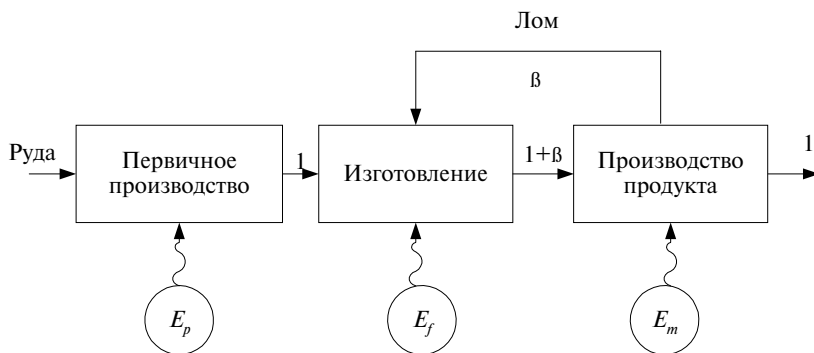 Лом
ß
Руда
Первичное
производство
1
Изготовление
1+ß
Производство
продукта
1
E_p
E_f
E_m